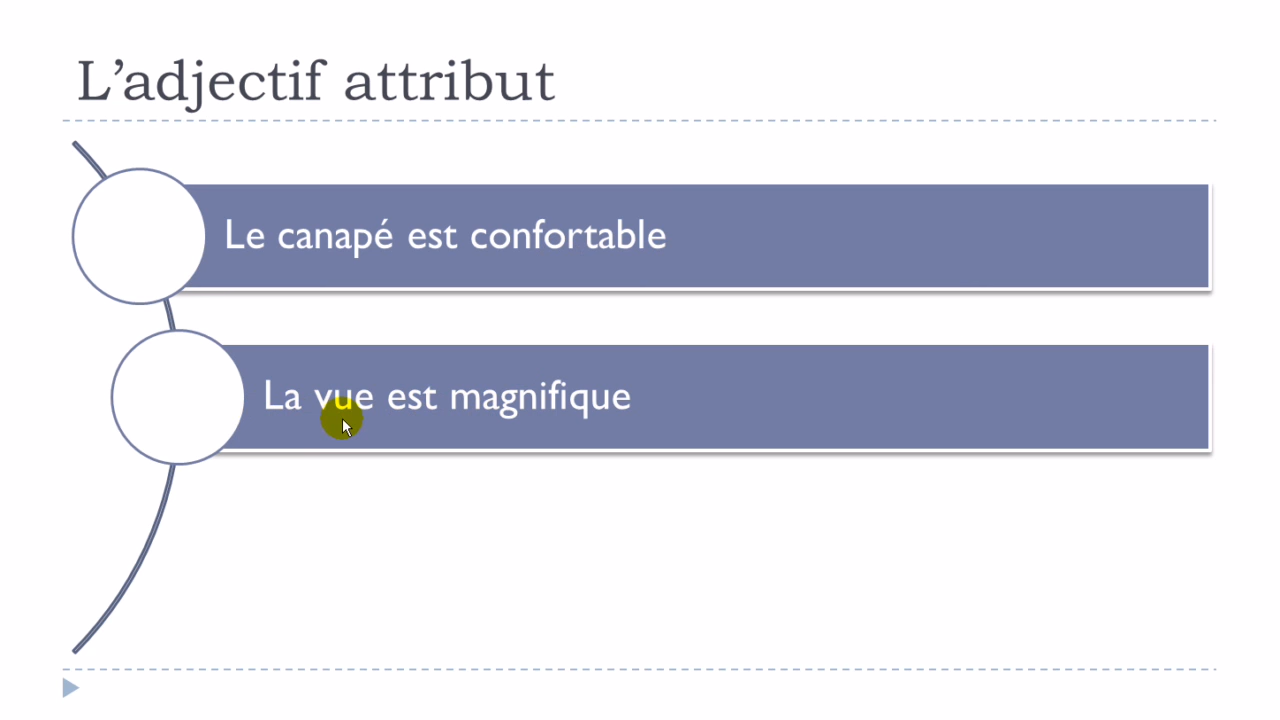 L’adjectif attribut
Le canapé est confortable
La vue est magnifique